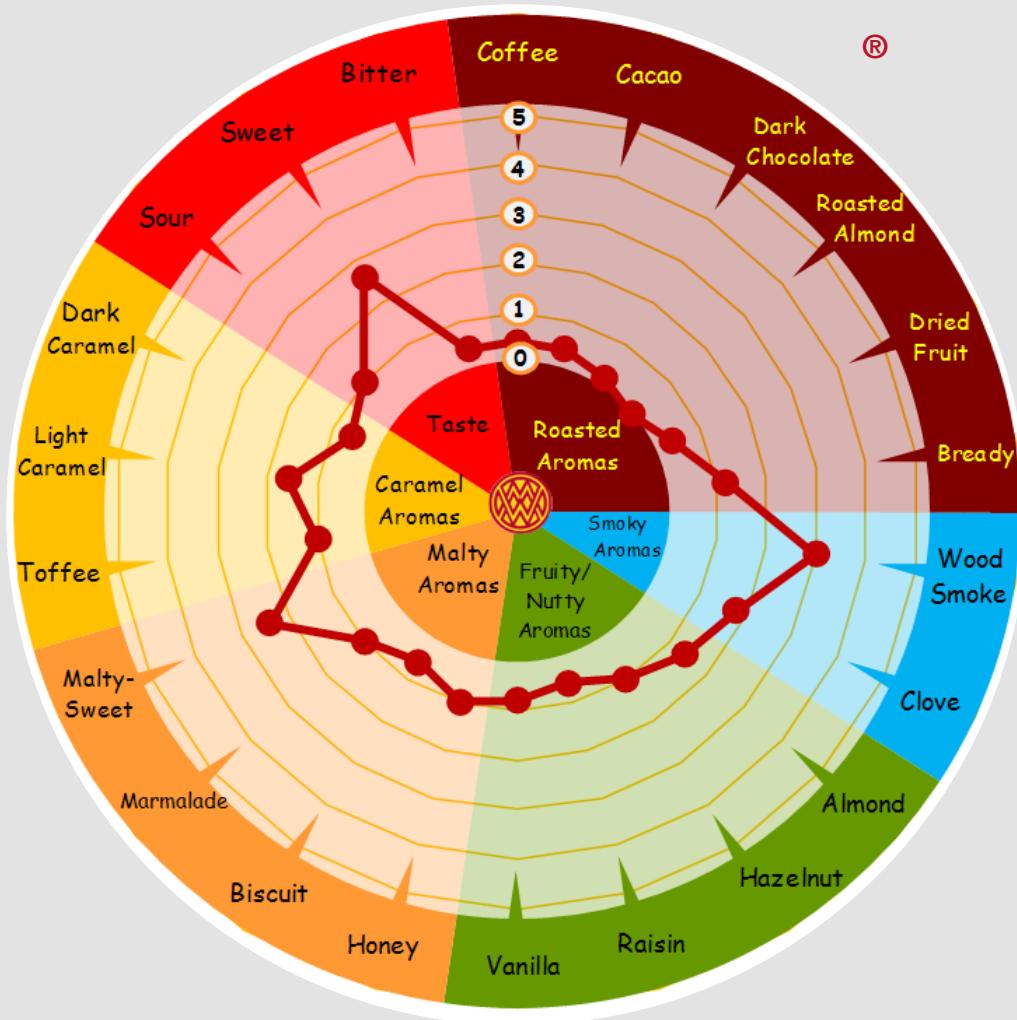 ®
Coffee
Cacao
Dark
Chocolate
Roasted
Almond
Dried
Fruit
Bready
Wood
Smoke
Clove
Almond
Hazelnut
Raisin
Vanilla
Honey
Biscuit
Marmalade
Malty-
Sweet
Toffee
Light
Caramel
Dark
Caramel
Sour
Sweet
Bitter
5
4
3
2
1
0
Taste
Roasted
Aromas
Caramel
Aromas
Smoky
Aromas
Malty
Aromas
Fruity/
Nutty
Aromas